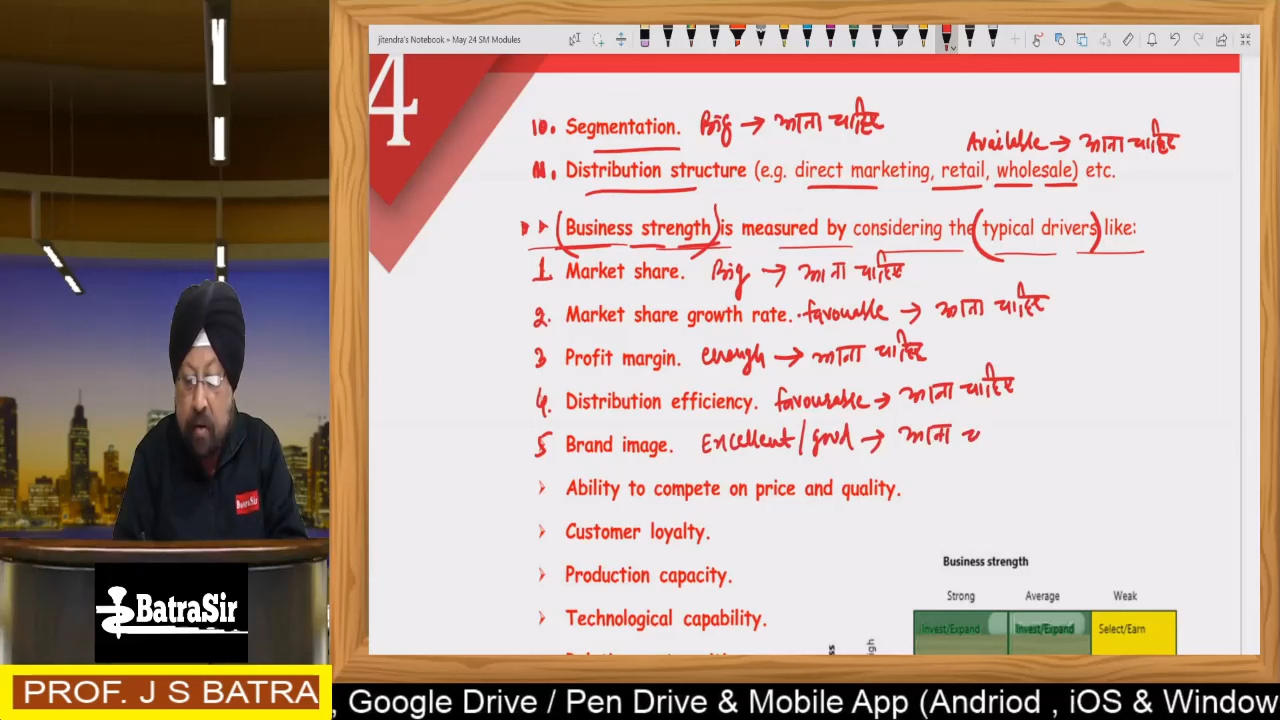 jitendra's Notebook » May 24 SM Modules
4
10. Segmentation. Big → आना चाहिए
Available → आना चाहिए
11. Distribution structure (e.g. direct marketing, retail, wholesale) etc.
(Business strength) is measured by considering the (typical drivers) like:
1 Market share. Big → आना चाहिए
2. Market share growth rate. favourable → आना चाहिए
3 Profit margin. enough → आना चाहिए
4. Distribution efficiency. favourable → आना चाहिए
5 Brand image. Excellent/good → आना च
Ability to compete on price and quality.
Customer loyalty.
Production capacity.
Technological capability.
Business strength
Strong Average Weak
Invest/Expand Invest/Expand Select/Earn
BatraSir
BatraSir
PROF. J S BATRA
, Google Drive / Pen Drive & Mobile App (Andriod , iOS & Window